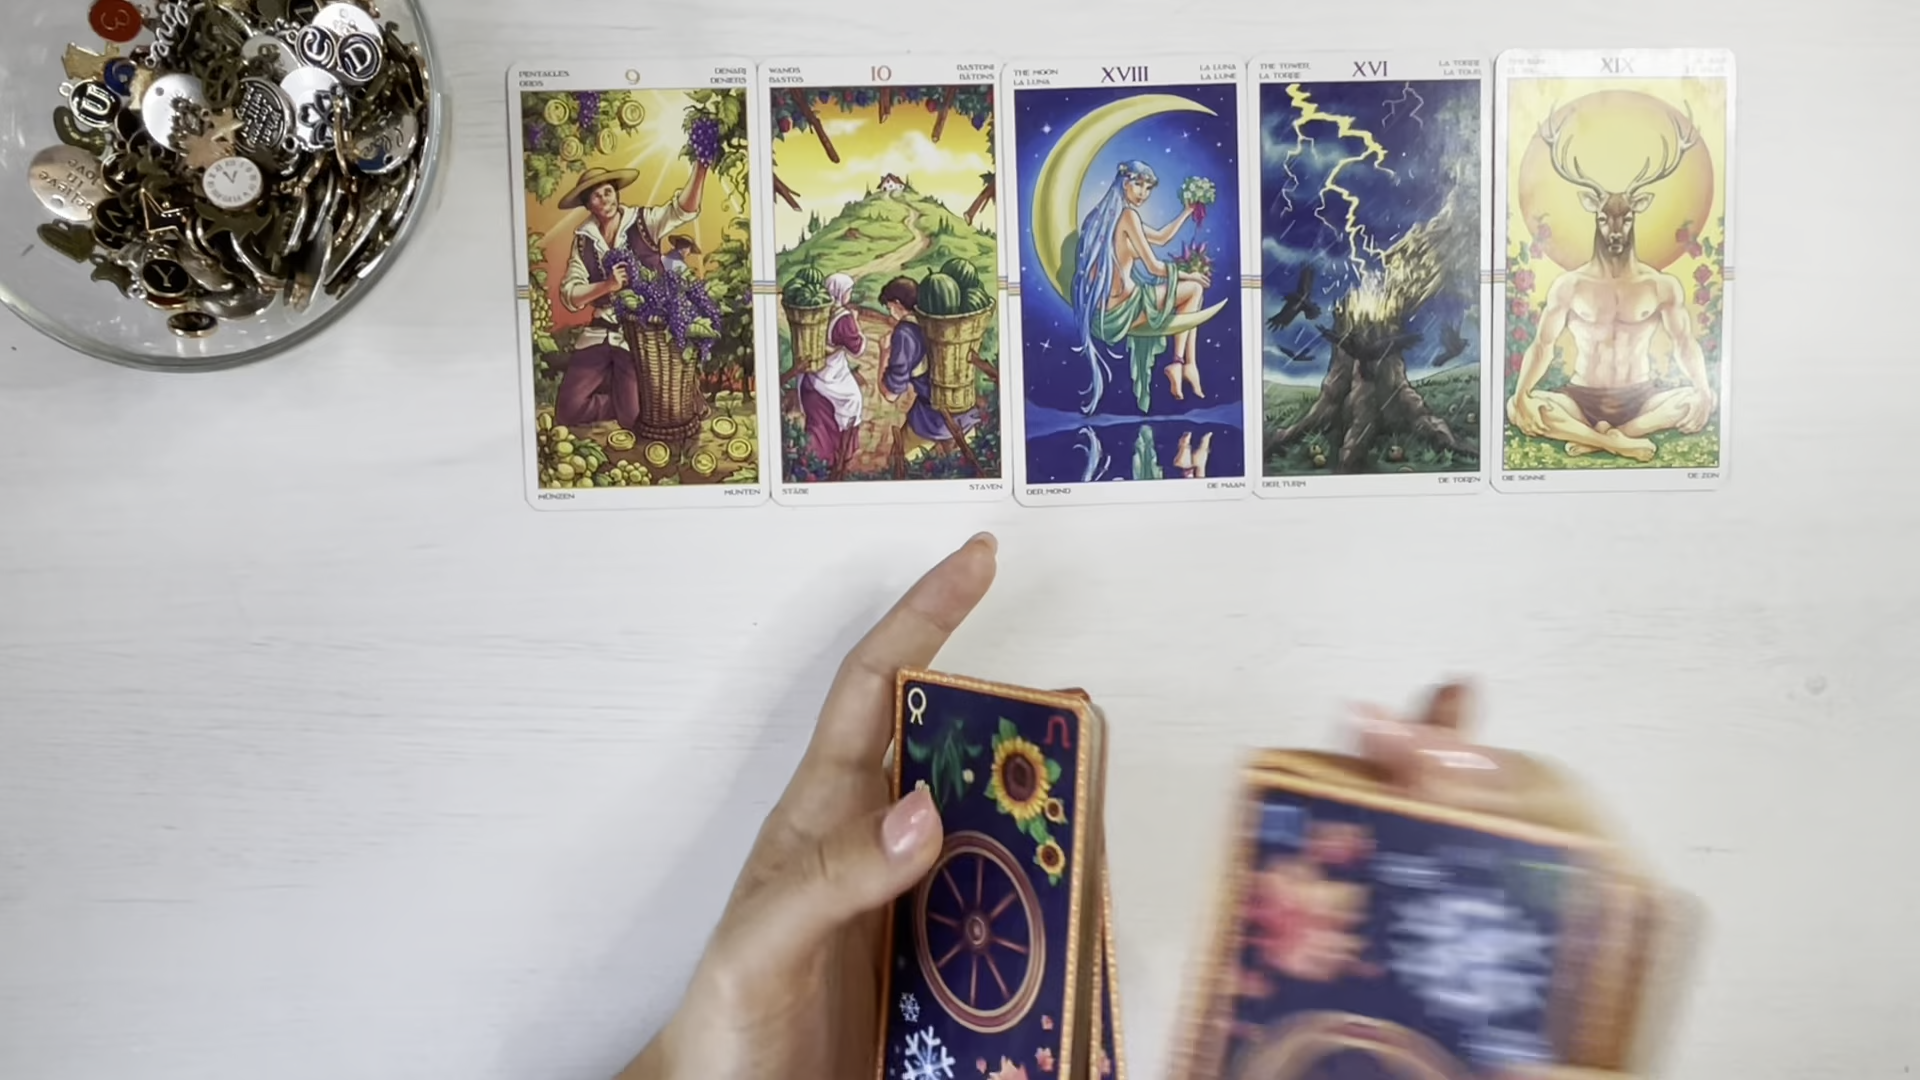 PENTACLES
OROS
9
DENARI
DENIERS
MÜNZEN
MUNTEN
WANDS
BASTOS
10
BASTONI
BÂTONS
STÄBE
STAVEN
THE MOON
LA LUNA
XVIII
LA LUNA
LA LUNE
DER MOND
DE MAAN
THE TOWER
LA TORRE
XVI
LA TORRE
LA TOUR
DER TURM
DE TOREN
XIX
DIE SONNE
DE ZON
3
U
D
Y